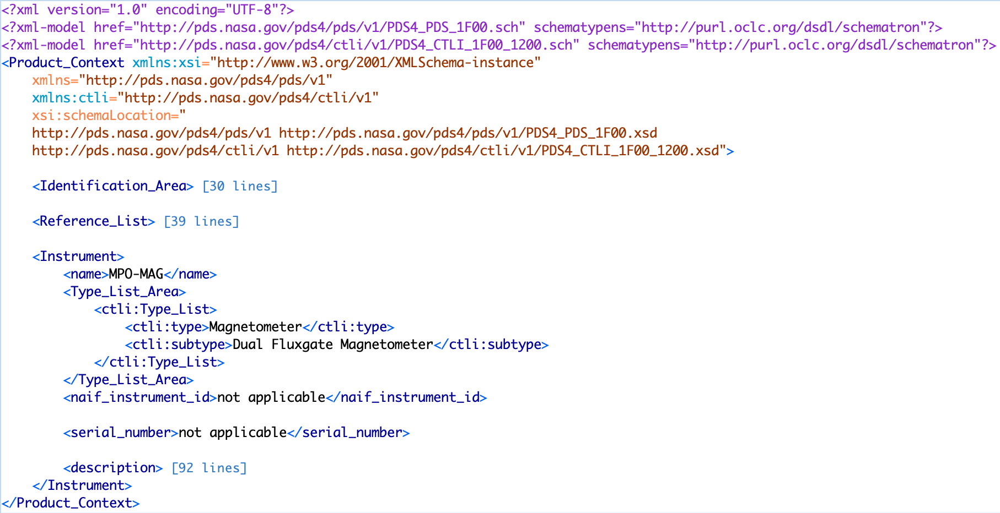 <?xml version="1.0" encoding="UTF-8"?>
<?xml-model href="http://pds.nasa.gov/pds4/pds/v1/PDS4_PDS_1F00.sch" schematypens="http://purl.oclc.org/dsdl/schematron"?>
<?xml-model href="http://pds.nasa.gov/pds4/ctli/v1/PDS4_CTLI_1F00_1200.sch" schematypens="http://purl.oclc.org/dsdl/schematron"?>
<Product_Context xmlns:xsi="http://www.w3.org/2001/XMLSchema-instance"
    xmlns="http://pds.nasa.gov/pds4/pds/v1"
    xmlns:ctli="http://pds.nasa.gov/pds4/ctli/v1"
    xsi:schemaLocation="
    http://pds.nasa.gov/pds4/pds/v1 http://pds.nasa.gov/pds4/pds/v1/PDS4_PDS_1F00.xsd
    http://pds.nasa.gov/pds4/ctli/v1 http://pds.nasa.gov/pds4/ctli/v1/PDS4_CTLI_1F00_1200.xsd">
    <Identification_Area> [30 lines]
    <Reference_List> [39 lines]
    <Instrument>
        <name>MPO-MAG</name>
        <Type_List_Area>
            <ctli:Type_List>
                <ctli:type>Magnetometer</ctli:type>
                <ctli:subtype>Dual Fluxgate Magnetometer</ctli:subtype>
            </ctli:Type_List>
        </Type_List_Area>
        <naif_instrument_id>not applicable</naif_instrument_id>
        <serial_number>not applicable</serial_number>
        <description> [92 lines]
    </Instrument>
</Product_Context>